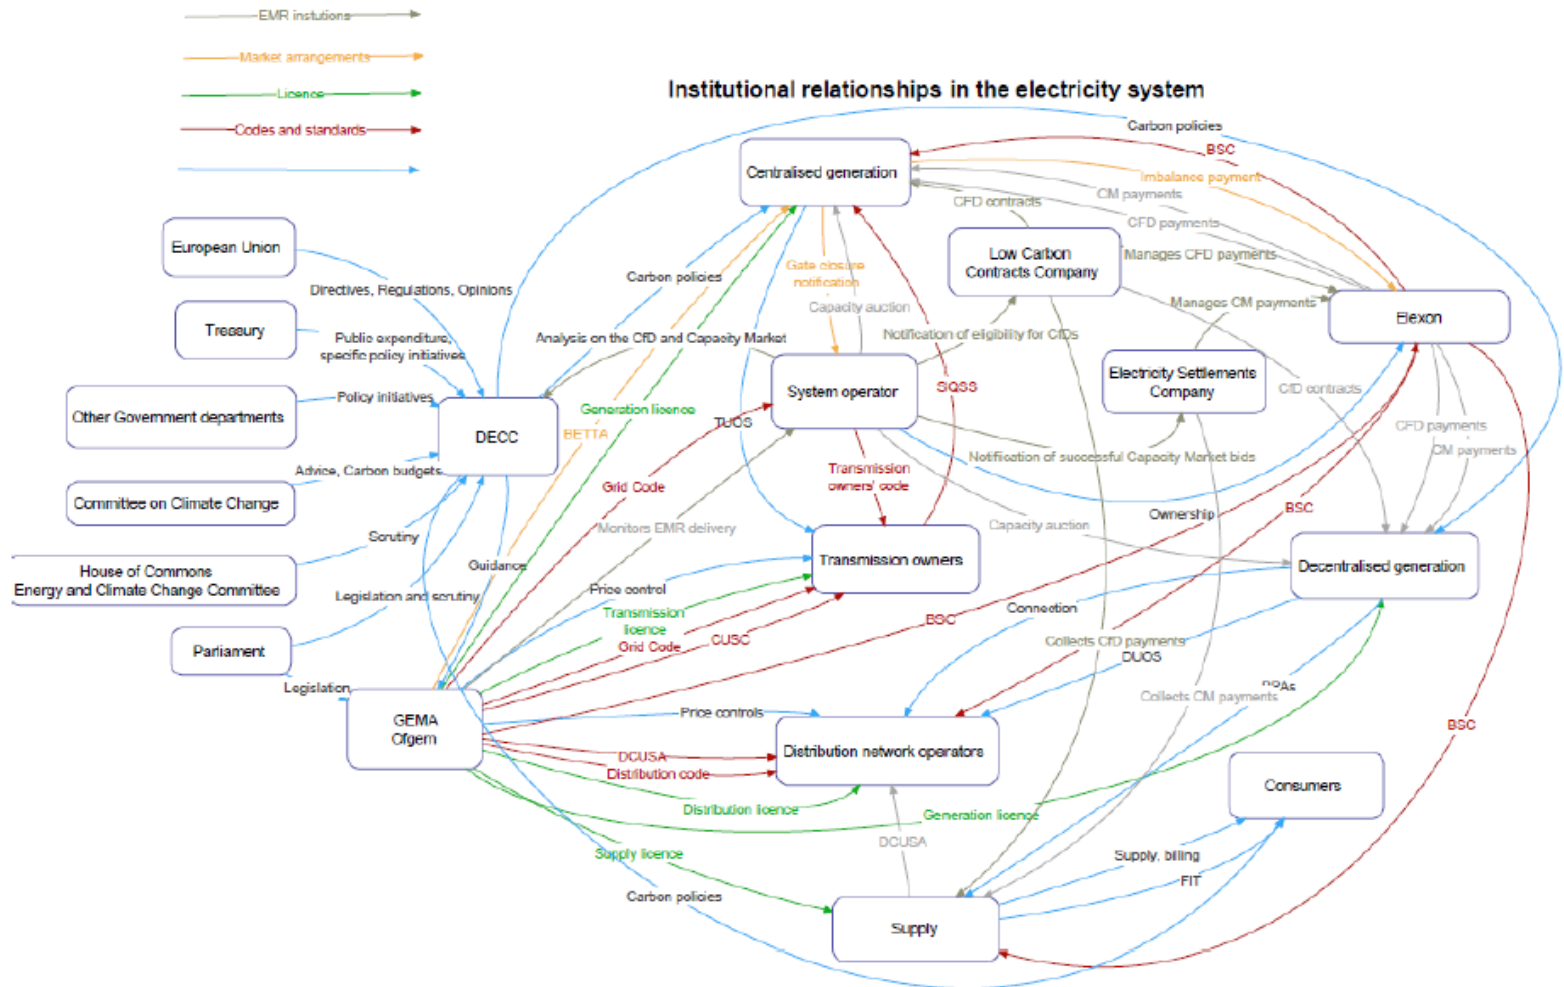 EMR instutions
Market arrangements
Licence
Codes and standards
Institutional relationships in the electricity system
Carbon policies
BSC
Centralised generation
Imbalance payment
CM payments
CFD contracts
CFD payments
European Union
Low Carbon
Contracts Company
Manages CFD payments
Gate closure
notification
Carbon policies
Directives, Regulations, Opinions
Capacity auction
Manages CM payments
Elexon
Treasury
Public expenditure,
specific policy initiatives
Analysis on the CfD and Capacity Market
Notification of eligibility for CfDs
Electricity Settlements
Company
System operator
SQSS
CfD contracts
Policy initiatives
Other Government departments
Generation licence
TUOS
BETTA
DECC
CFD payments
CM payments
Notification of successful Capacity Market bids
Advice, Carbon budgets
Transmission
owners' code
Grid Code
Committee on Climate Change
Monitors EMR delivery
Capacity auction
Ownership
BSC
Scrutiny
Guidance
Transmission owners
Decentralised generation
House of Commons
Energy and Climate Change Committee
Price control
Legislation and scrutiny
Transmission
licence
Connection
BSC
Grid Code
CUSC
Parliament
Collects CfD payments
DUOS
Legislation
Collects CM payments
GEMA
Ofgem
Price controls
BSC
DCUSA
Distribution code
Distribution network operators
Consumers
Distribution licence
Generation licence
DCUSA
Supply licence
Supply, billing
FIT
Carbon policies
Supply